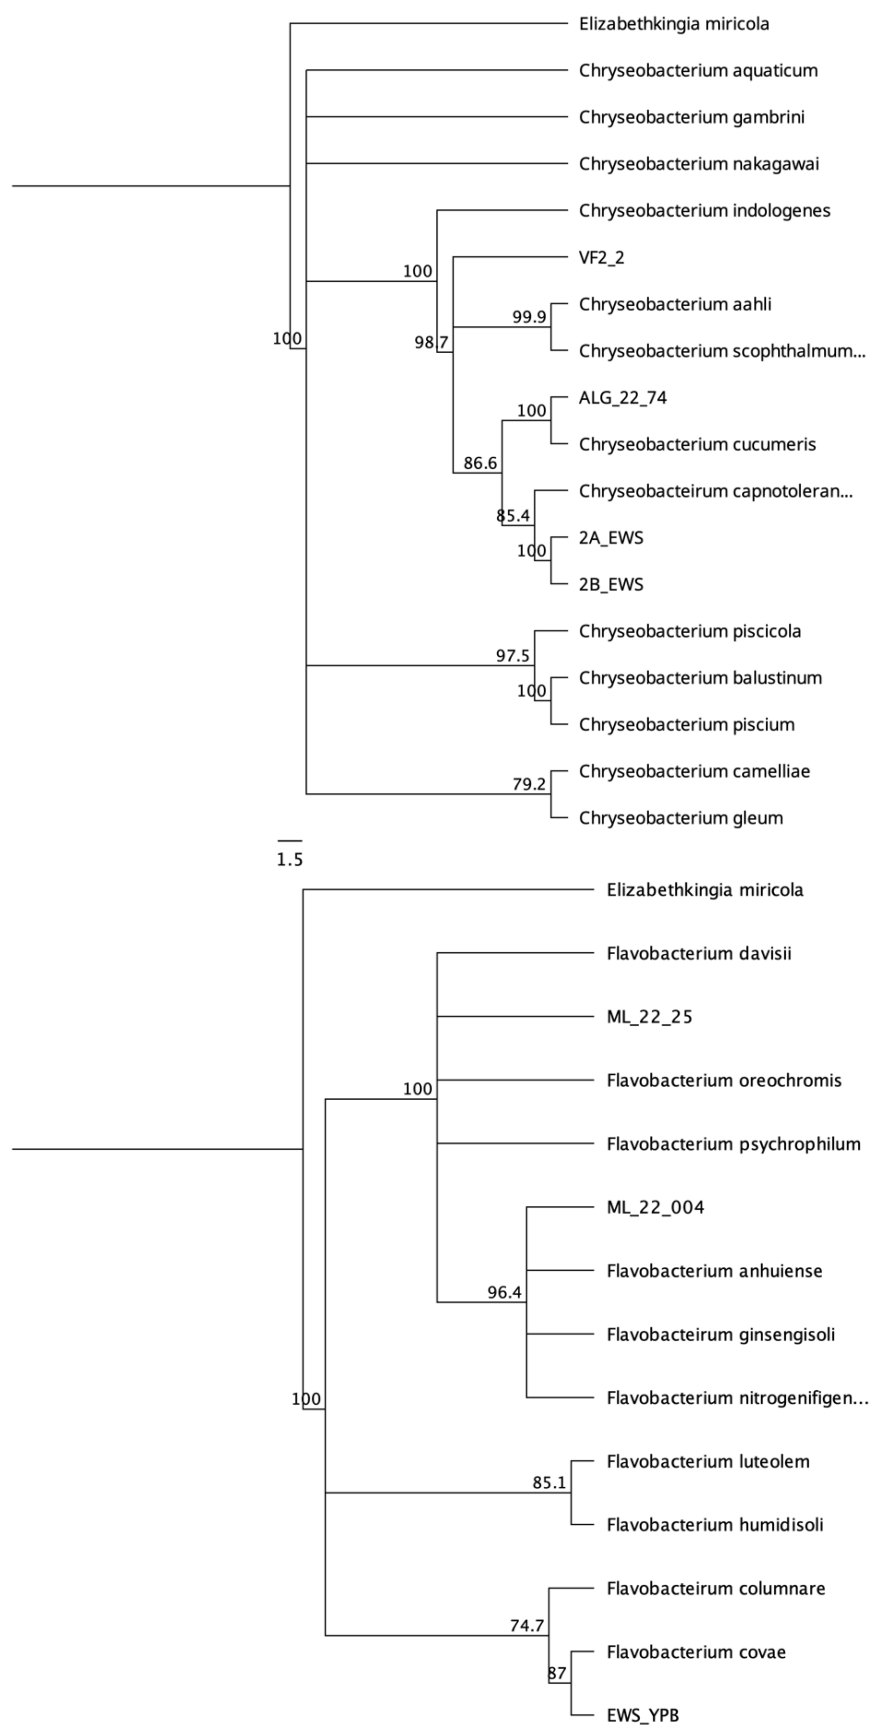 Elizabethkingia miricola
Chryseobacterium aquaticum
Chryseobacterium gambrini
Chryseobacterium nakagawai
Chryseobacterium indologenes
100
VF2_2
Chryseobacterium aahli
99.9
98.7
100
Chryseobacterium scophthalmum...
ALG_22_74
100
Chryseobacterium cucumeris
86.6
Chryseobacteirum capnotoleran...
85.4
2A_EWS
100
2B_EWS
Chryseobacterium piscicola
97.5
Chryseobacterium balustinum
100
Chryseobacterium piscium
Chryseobacterium camelliae
79.2
Chryseobacterium gleum
1.5
Elizabethkingia miricola
Flavobacterium davisii
ML_22_25
Flavobacterium oreochromis
100
Flavobacterium psychrophilum
ML_22_004
Flavobacterium anhuiense
96.4
Flavobacteirum ginsengisoli
Flavobacterium nitrogenifigen...
100
Flavobacterium luteolem
85.1
Flavobacterium humidisoli
Flavobacteirum columnare
74.7
Flavobacterium covae
87
EWS_YPB